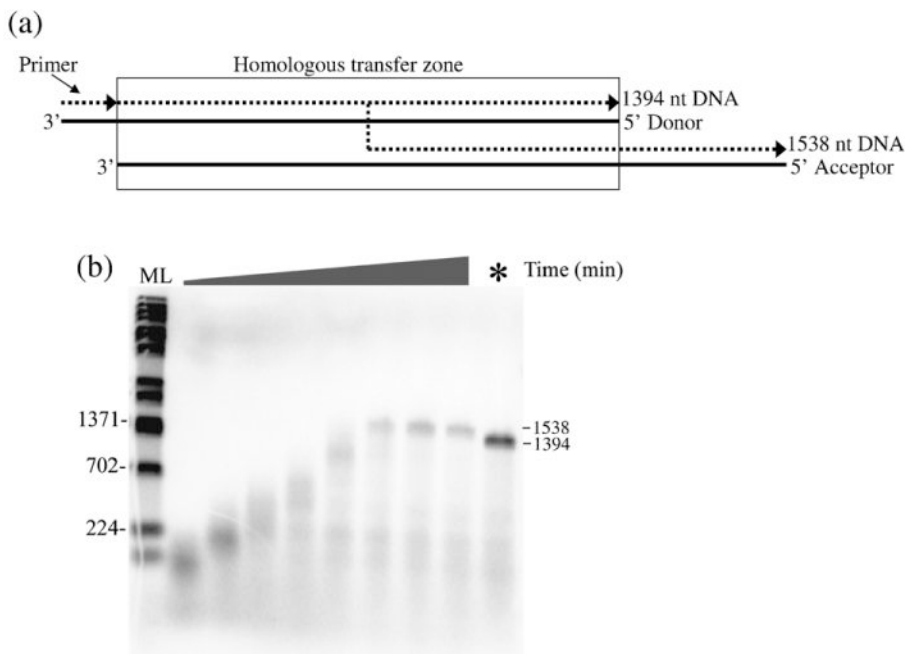 (a)
Primer
Homologous transfer zone
1394 nt DNA
3' 5' Donor
1538 nt DNA
3' 5' Acceptor
(b)
ML * Time (min)
1371-
-1538
-1394
702-
224-